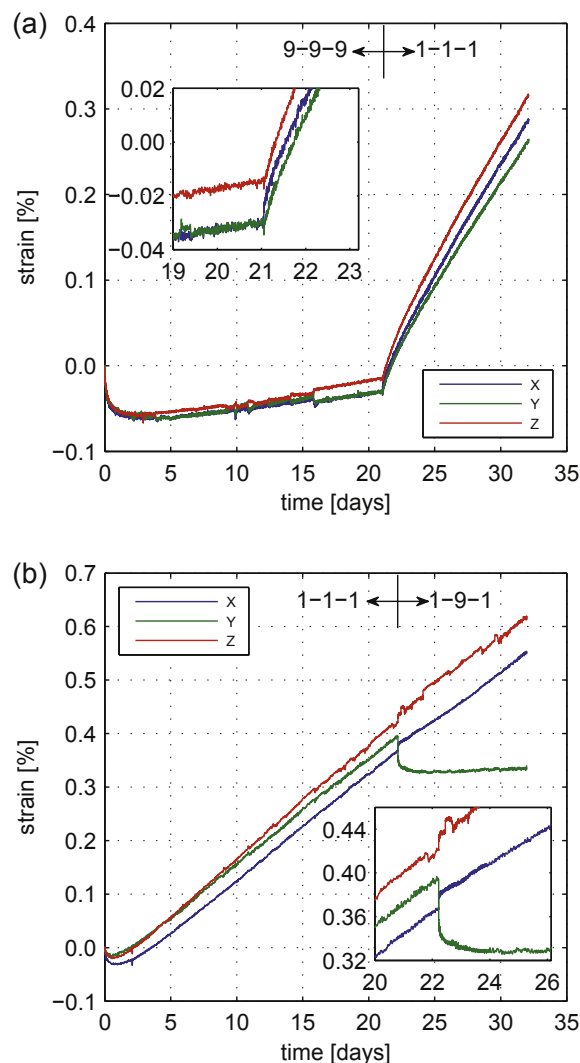 (a)
0.4
0.3
0.2
0.1
0.0
−0.1
strain [%]
9−9−9
1−1−1
0.02
0.00
−0.02
−0.04
19 20 21 22 23
X
Y
Z
0 5 10 15 20 25 30 35
time [days]
(b)
0.7
0.6
0.5
0.4
0.3
0.2
0.1
0.0
−0.1
strain [%]
X
Y
Z
1−1−1
1−9−1
0.44
0.40
0.36
0.32
20 22 24 26
0 5 10 15 20 25 30 35
time [days]